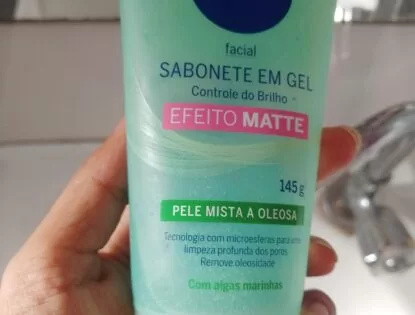 facial
SABONETE EM GEL
Controle do Brilho
EFEITO MATTE
145 g
PELE MISTA A OLEOSA
Tecnologia com microesferas para uma
limpeza profunda dos poros
Remove oleosidade
Com algas marinhas